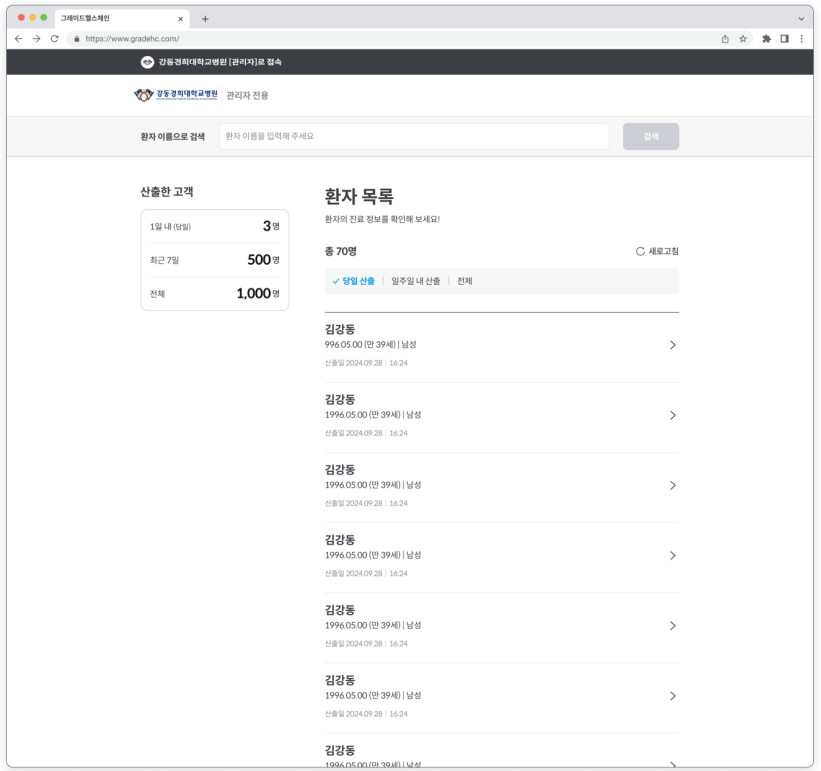 그레이드헬스체인
https://www.gradehc.com/
강동경희대학교병원 [관리자]로 접속
강동경희대학교병원 관리자 전용
환자 이름으로 검색 환자 이름을 입력해 주세요 검색
산출한 고객
1일 내 (당일) 3명
최근 7일 500명
전체 1,000명
환자 목록
환자의 진료 정보를 확인해 보세요!
총 70명 새로고침
당일 산출 | 일주일 내 산출 | 전체
김강동
996.05.00 (만 39세) | 남성
산출일 2024.09.28 | 16:24
김강동
1996.05.00 (만 39세) | 남성
산출일 2024.09.28 | 16:24
김강동
1996.05.00 (만 39세) | 남성
산출일 2024.09.28 | 16:24
김강동
1996.05.00 (만 39세) | 남성
산출일 2024.09.28 | 16:24
김강동
1996.05.00 (만 39세) | 남성
산출일 2024.09.28 | 16:24
김강동
1996.05.00 (만 39세) | 남성
산출일 2024.09.28 | 16:24
김강동
1996.05.00 (만 39세) | 남성